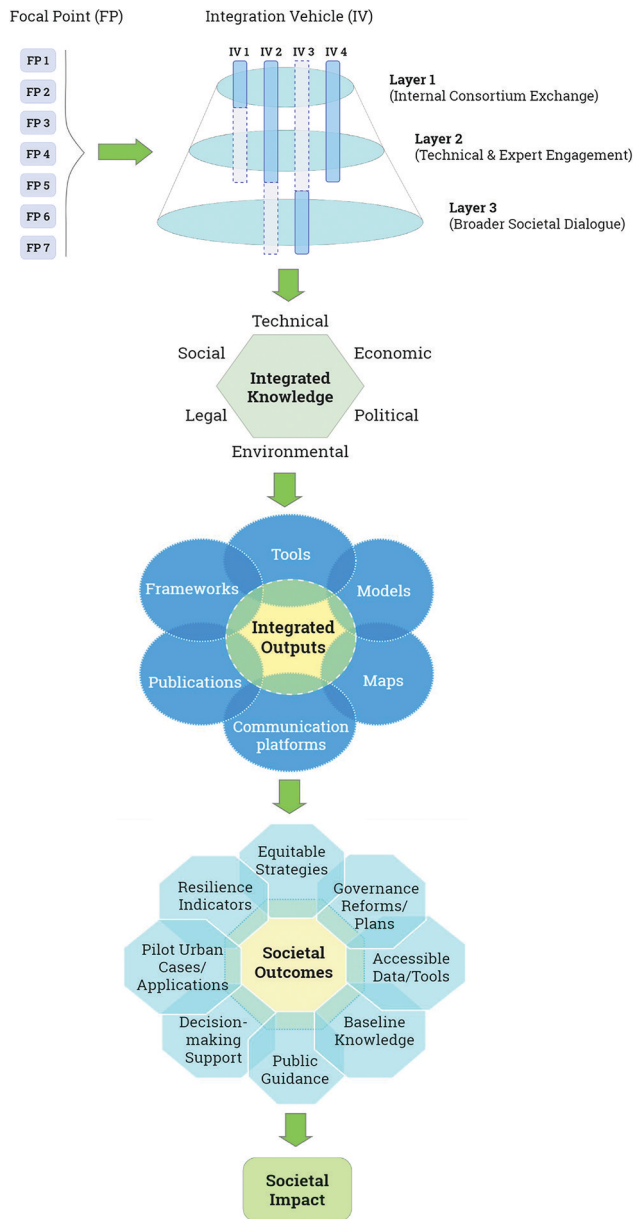 Focal Point (FP)
Integration Vehicle (IV)
FP 1
FP 2
FP 3
FP 4
FP 5
FP 6
FP 7
IV 1
IV 2
IV 3
IV 4
Layer 1
(Internal Consortium Exchange)
Layer 2
(Technical & Expert Engagement)
Layer 3
(Broader Societal Dialogue)
Technical
Social
Economic
Integrated
Knowledge
Legal
Political
Environmental
Tools
Frameworks
Models
Integrated
Outputs
Publications
Maps
Communication
platforms
Equitable
Strategies
Resilience
Indicators
Governance
Reforms/
Plans
Pilot Urban
Cases/
Applications
Societal
Outcomes
Accessible
Data/Tools
Decision-
making
Support
Baseline
Knowledge
Public
Guidance
Societal
Impact